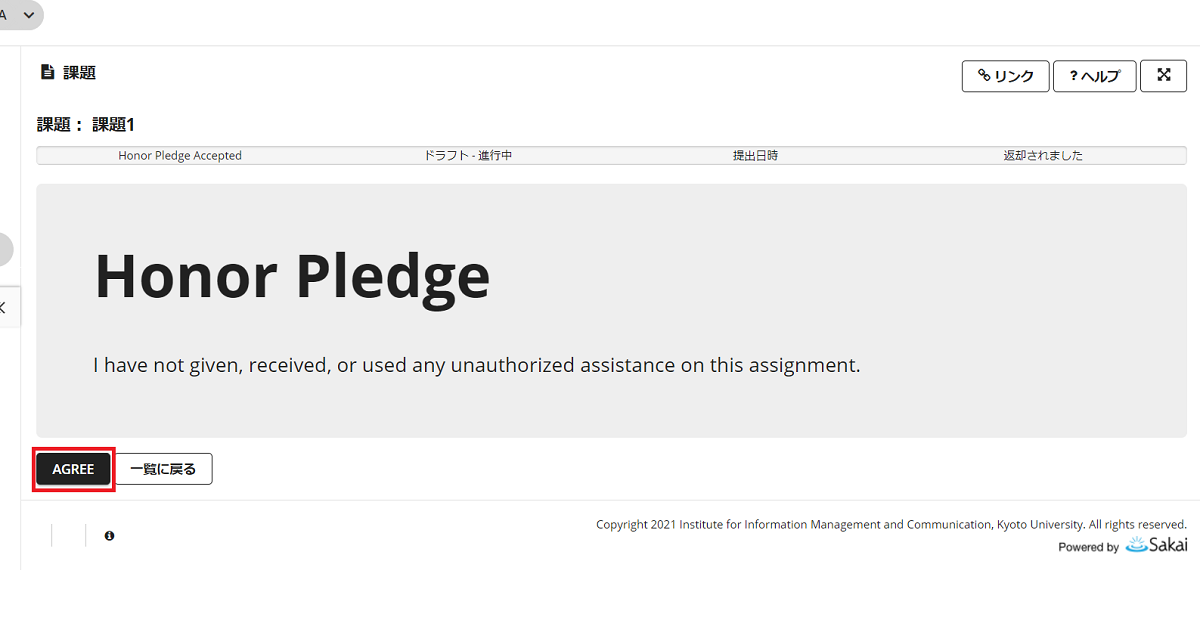 A
課題
リンク
? ヘルプ
課題： 課題1
Honor Pledge Accepted ドラフト - 進行中 提出日時 返却されました
Honor Pledge
I have not given, received, or used any unauthorized assistance on this assignment.
AGREE 一覧に戻る
Copyright 2021 Institute for Information Management and Communication, Kyoto University. All rights reserved.
Powered by Sakai